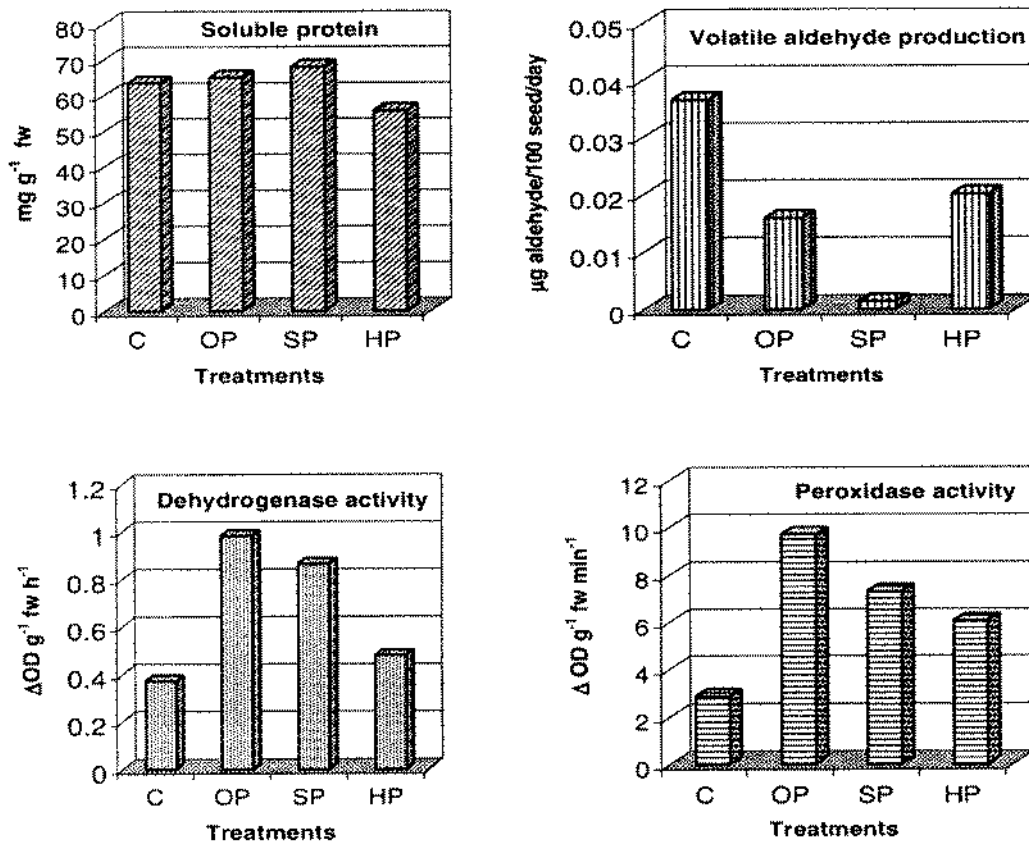 Soluble protein
mg g⁻¹ fw
80
70
60
50
40
30
20
10
0
C OP SP HP
Treatments
Volatile aldehyde production
µg aldehyde/100 seed/day
0.05
0.04
0.03
0.02
0.01
0
C OP SP HP
Treatments
Dehydrogenase activity
ΔOD g⁻¹ fw h⁻¹
1.2
1
0.8
0.6
0.4
0.2
0
C OP SP HP
Treatments
Peroxidase activity
Δ OD g⁻¹ fw min⁻¹
12
10
8
6
4
2
0
C OP SP HP
Treatments